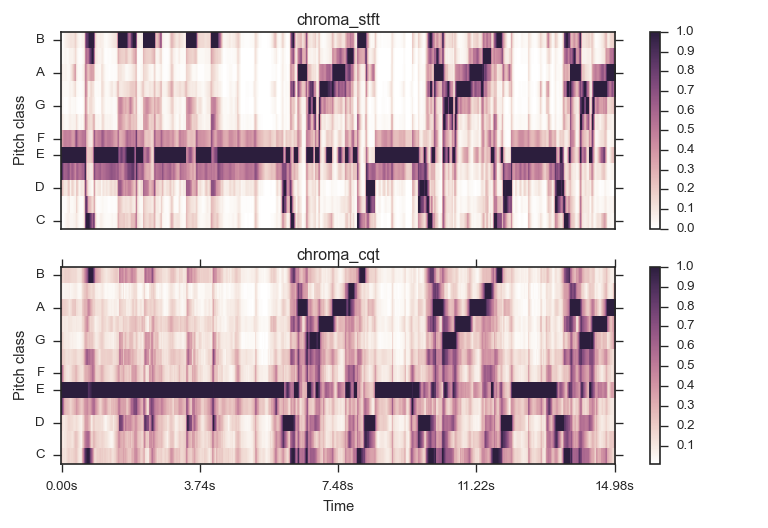 chroma_stft
Pitch class
B
A
G
F
E
D
C
1.0
0.9
0.8
0.7
0.6
0.5
0.4
0.3
0.2
0.1
0.0
chroma_cqt
Pitch class
B
A
G
F
E
D
C
1.0
0.9
0.8
0.7
0.6
0.5
0.4
0.3
0.2
0.1
0.00s 3.74s 7.48s 11.22s 14.98s
Time